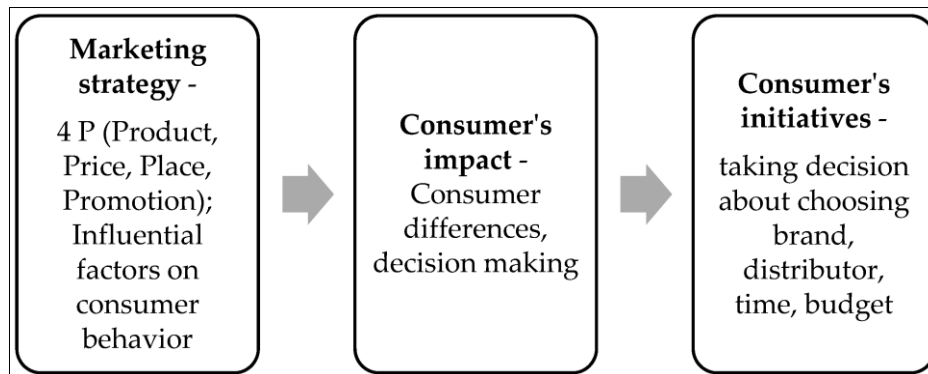 Marketing
strategy -
4 P (Product,
Price, Place,
Promotion);
Influential
factors on
consumer
behavior
Consumer's
impact -
Consumer
differences,
decision making
Consumer's
initiatives -
taking decision
about choosing
brand,
distributor,
time, budget